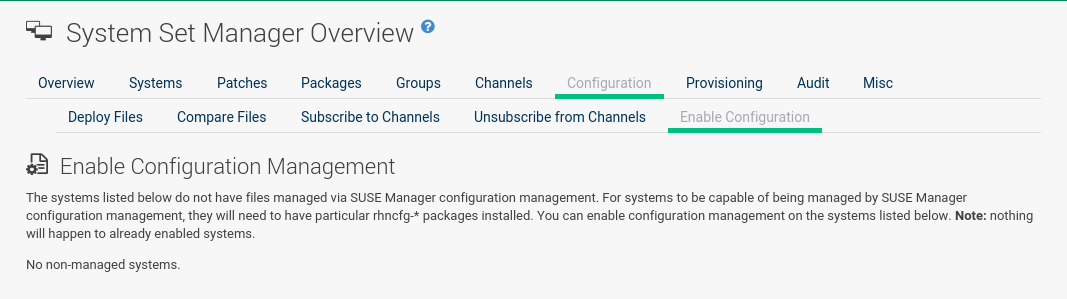 System Set Manager Overview ?
Overview Systems Patches Packages Groups Channels Configuration Provisioning Audit Misc
Deploy Files Compare Files Subscribe to Channels Unsubscribe from Channels Enable Configuration
Enable Configuration Management
The systems listed below do not have files managed via SUSE Manager configuration management. For systems to be capable of being managed by SUSE Manager
configuration management, they will need to have particular rhncfg-* packages installed. You can enable configuration management on the systems listed below. Note: nothing
will happen to already enabled systems.
No non-managed systems.